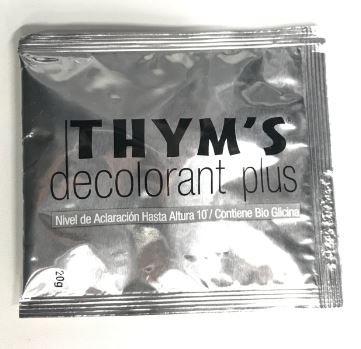 THYM'S
decolorant plus
Nivel de Aclaración Hasta Altura 10°/ Contiene Bio Glicina
20g